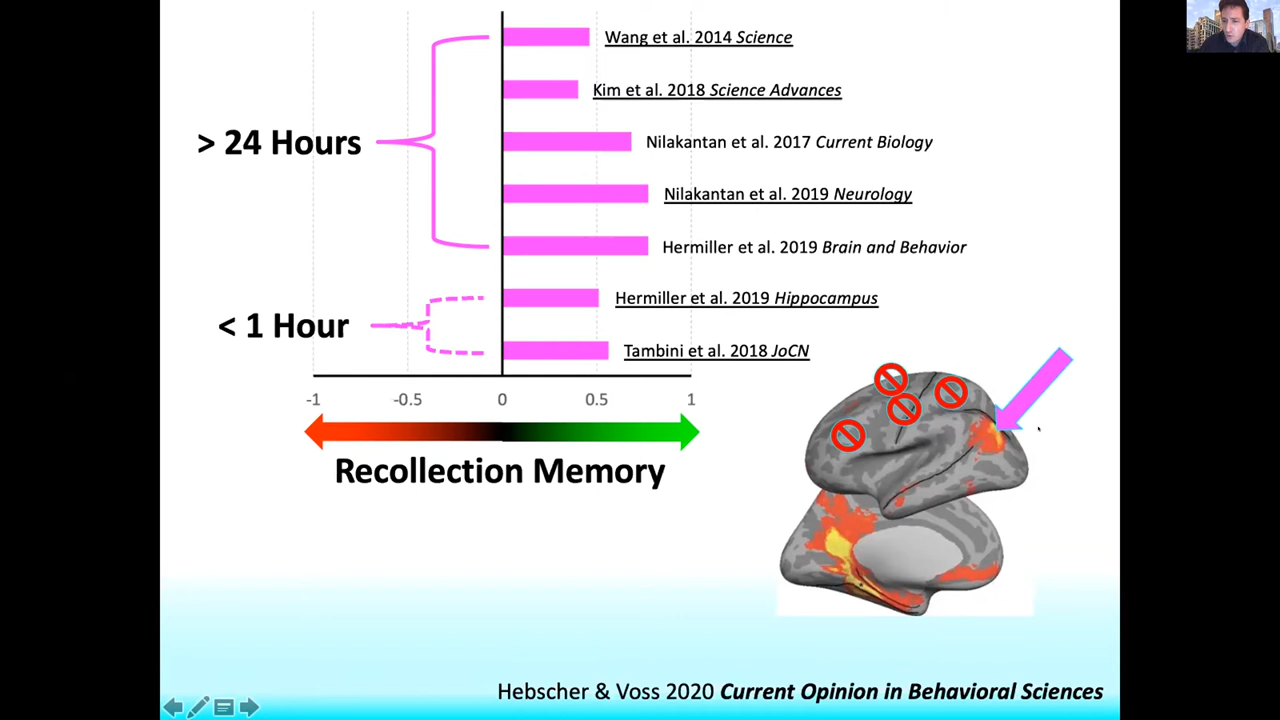 Wang et al. 2014 Science
Kim et al. 2018 Science Advances
> 24 Hours
Nilakantan et al. 2017 Current Biology
Nilakantan et al. 2019 Neurology
Hermiller et al. 2019 Brain and Behavior
Hermiller et al. 2019 Hippocampus
< 1 Hour
Tambini et al. 2018 JoCN
-1 -0.5 0 0.5 1
Recollection Memory
Hebscher & Voss 2020 Current Opinion in Behavioral Sciences